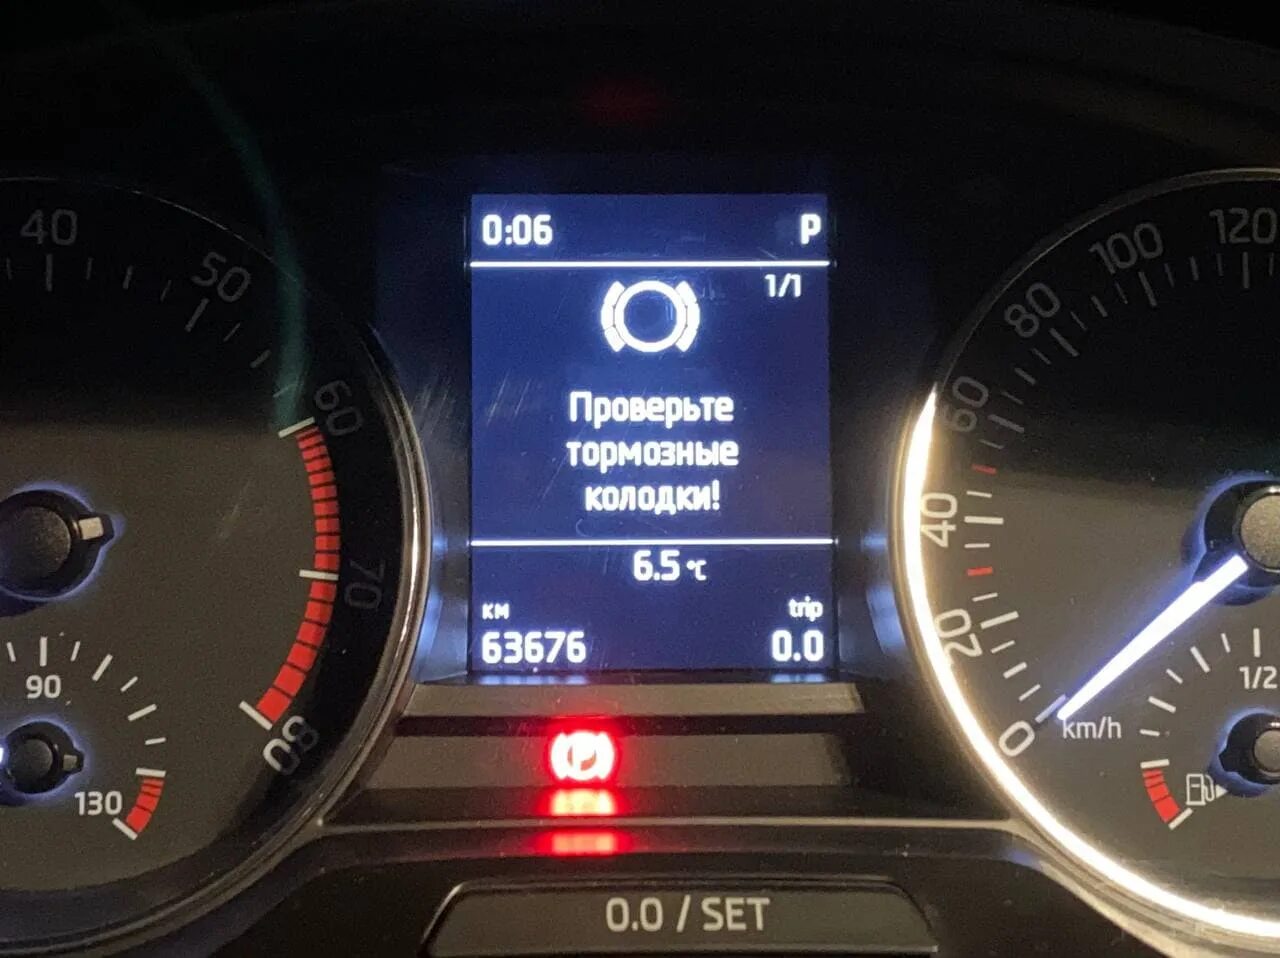 0:06 P
1/1
Проверьте
тормозные
колодки!
6.5 °C
км trip
63676 0.0
40
50
60
70
80
90
130
(P)
0.0 / SET
0
20
40
60
80
100
120
km/h
1/2